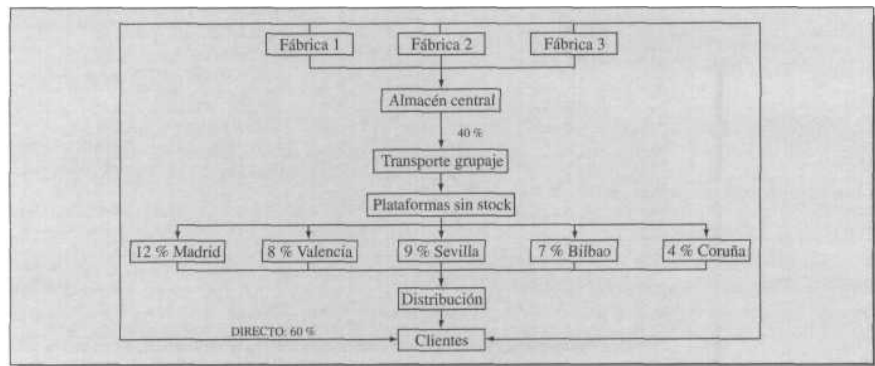 Fábrica 1 Fábrica 2 Fábrica 3
Almacén central
40 %
Transporte grupaje
Plataformas sin stock
12 % Madrid 8 % Valencia 9 % Sevilla 7 % Bilbao 4 % Coruña
Distribución
DIRECTO: 60 %
Clientes